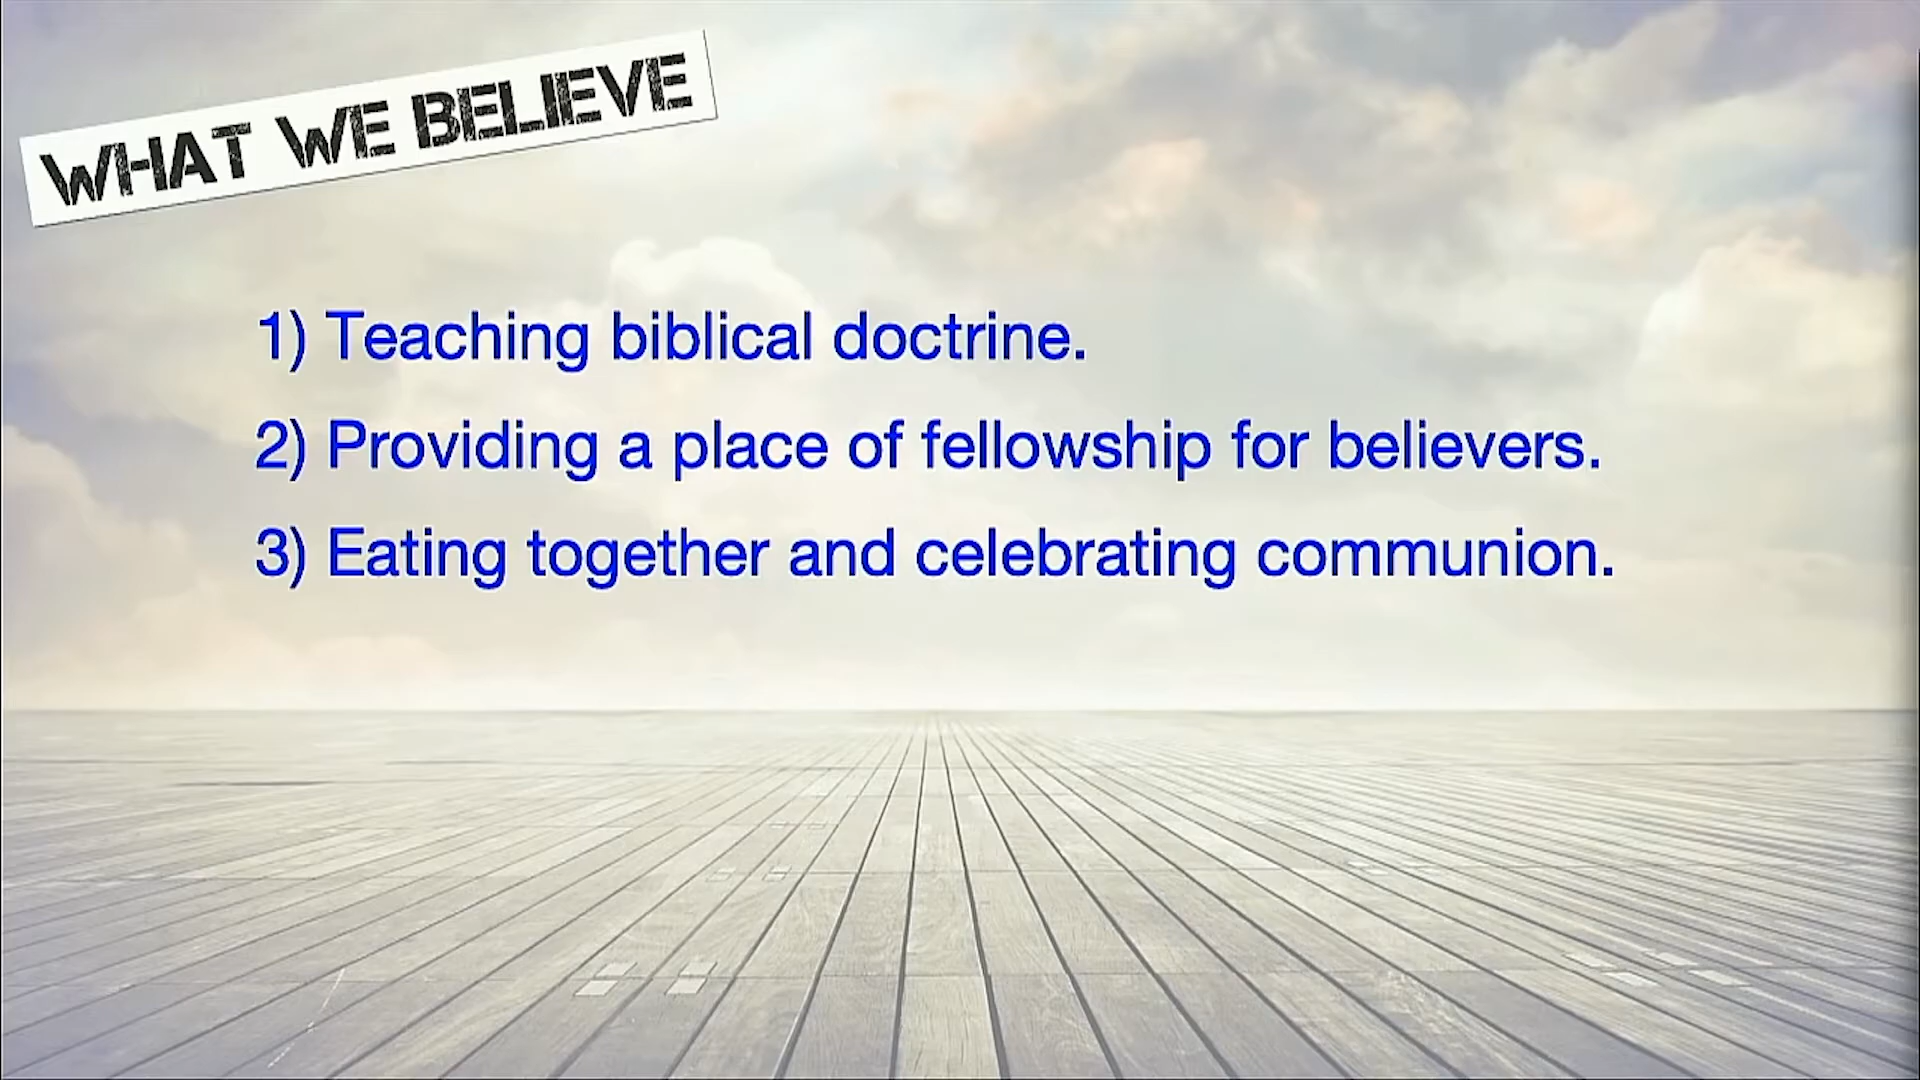 WHAT WE BELIEVE
1) Teaching biblical doctrine.
2) Providing a place of fellowship for believers.
3) Eating together and celebrating communion.